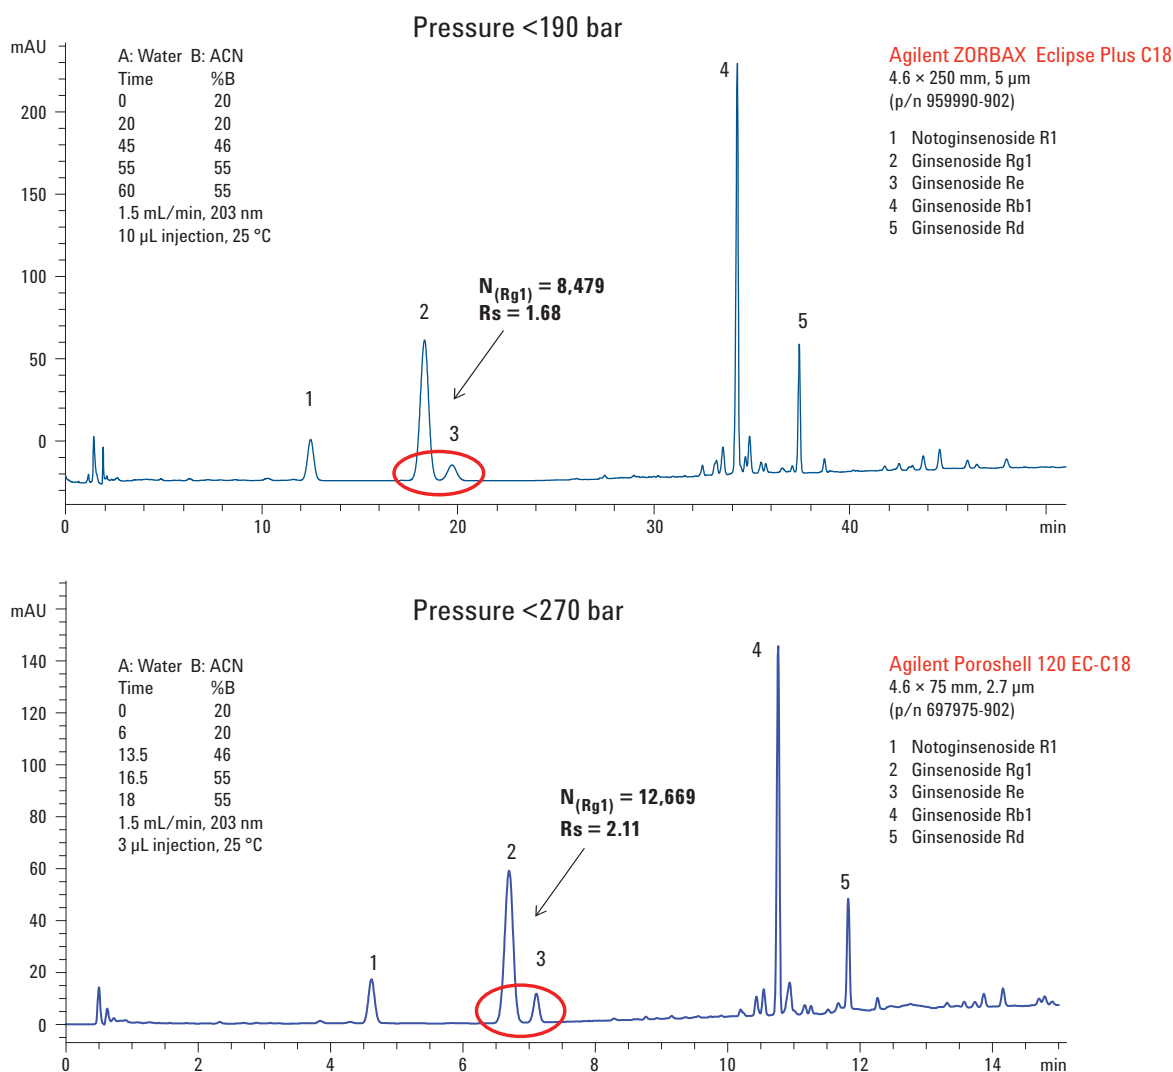 Pressure <190 bar
mAU
A: Water B: ACN
Time %B
0 20
20 20
45 46
55 55
60 55
1.5 mL/min, 203 nm
10 µL injection, 25 °C
Agilent ZORBAX Eclipse Plus C18
4.6 × 250 mm, 5 µm
(p/n 959990-902)
1 Notoginsenoside R1
2 Ginsenoside Rg1
3 Ginsenoside Re
4 Ginsenoside Rb1
5 Ginsenoside Rd
N(Rg1) = 8,479
Rs = 1.68
1
2
3
4
5
200
150
100
50
0
0 10 20 30 40 min
Pressure <270 bar
mAU
A: Water B: ACN
Time %B
0 20
6 20
13.5 46
16.5 55
18 55
1.5 mL/min, 203 nm
3 µL injection, 25 °C
Agilent Poroshell 120 EC-C18
4.6 × 75 mm, 2.7 µm
(p/n 697975-902)
1 Notoginsenoside R1
2 Ginsenoside Rg1
3 Ginsenoside Re
4 Ginsenoside Rb1
5 Ginsenoside Rd
N(Rg1) = 12,669
Rs = 2.11
1
2
3
4
5
140
120
100
80
60
40
20
0
0 2 4 6 8 10 12 14 min